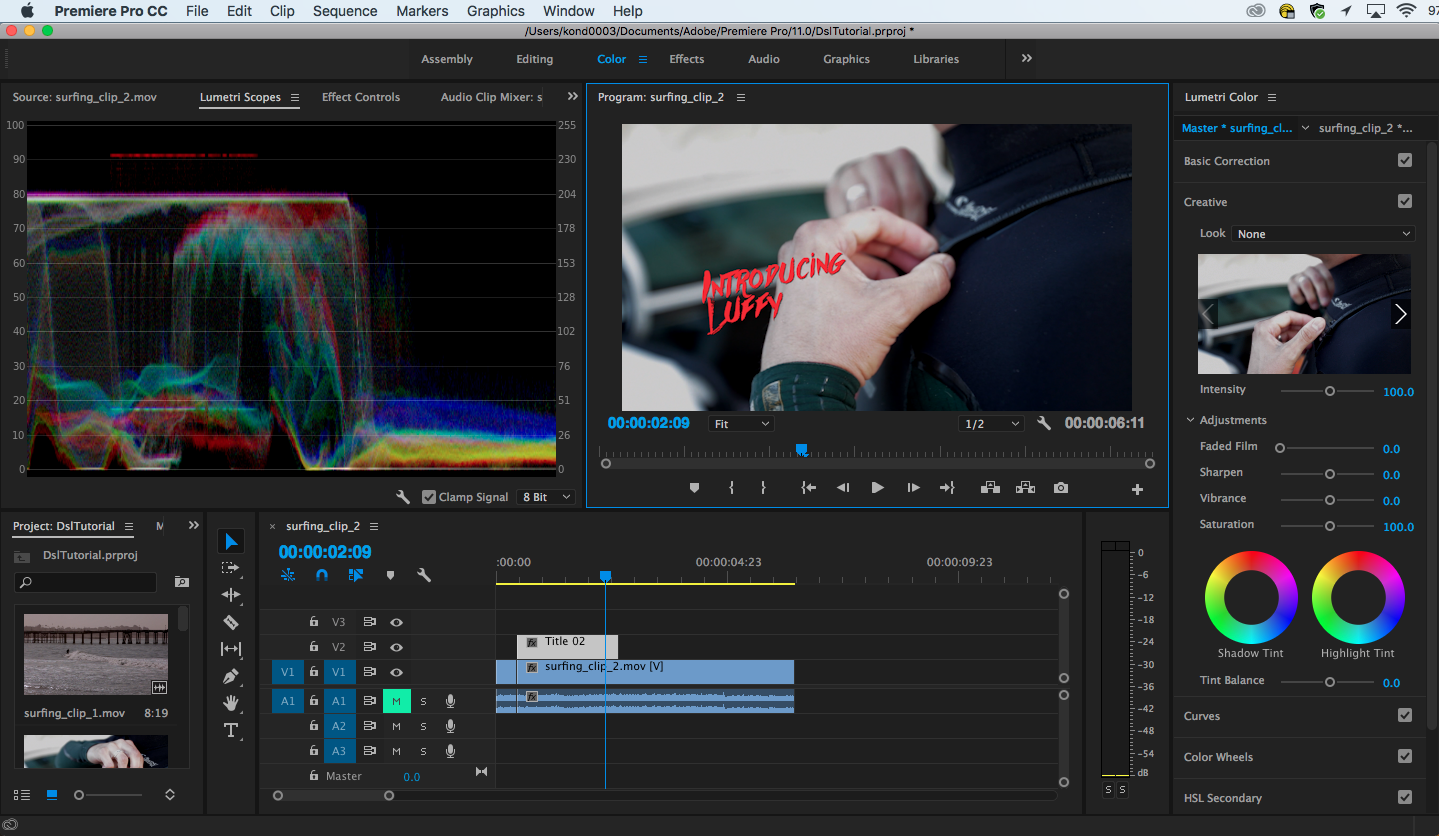 Premiere Pro CC File Edit Clip Sequence Markers Graphics Window Help
/Users/kond0003/Documents/Adobe/Premiere Pro/11.0/DslTutorial.prproj *
Assembly Editing Color Effects Audio Graphics Libraries
Source: surfing_clip_2.mov Lumetri Scopes Effect Controls Audio Clip Mixer: s
100 255
90 230
80 204
70 178
60 153
50 128
40 102
30 76
20 51
10 26
0 0
Clamp Signal 8 Bit
Program: surfing_clip_2
INTRODUCING
LUFFY
00:00:02:09 Fit 1/2 00:00:06:11
Lumetri Color
Master * surfing_cl... surfing_clip_2 *...
Basic Correction
Creative
Look None
Intensity 100.0
Adjustments
Faded Film 0.0
Sharpen 0.0
Vibrance 0.0
Saturation 100.0
Shadow Tint Highlight Tint
Tint Balance 0.0
Curves
Color Wheels
HSL Secondary
Project: DslTutorial M
DslTutorial.prproj
surfing_clip_1.mov 8:19
× surfing_clip_2
00:00:02:09
:00:00 00:00:04:23 00:00:09:23
V3
V2 fx Title 02
V1 V1 fx surfing_clip_2.mov [V]
A1 A1 M S fx
A2 M S
A3 M S
Master 0.0
0
-6
-12
-18
-24
-30
-36
-42
-48
-54
dB
S S